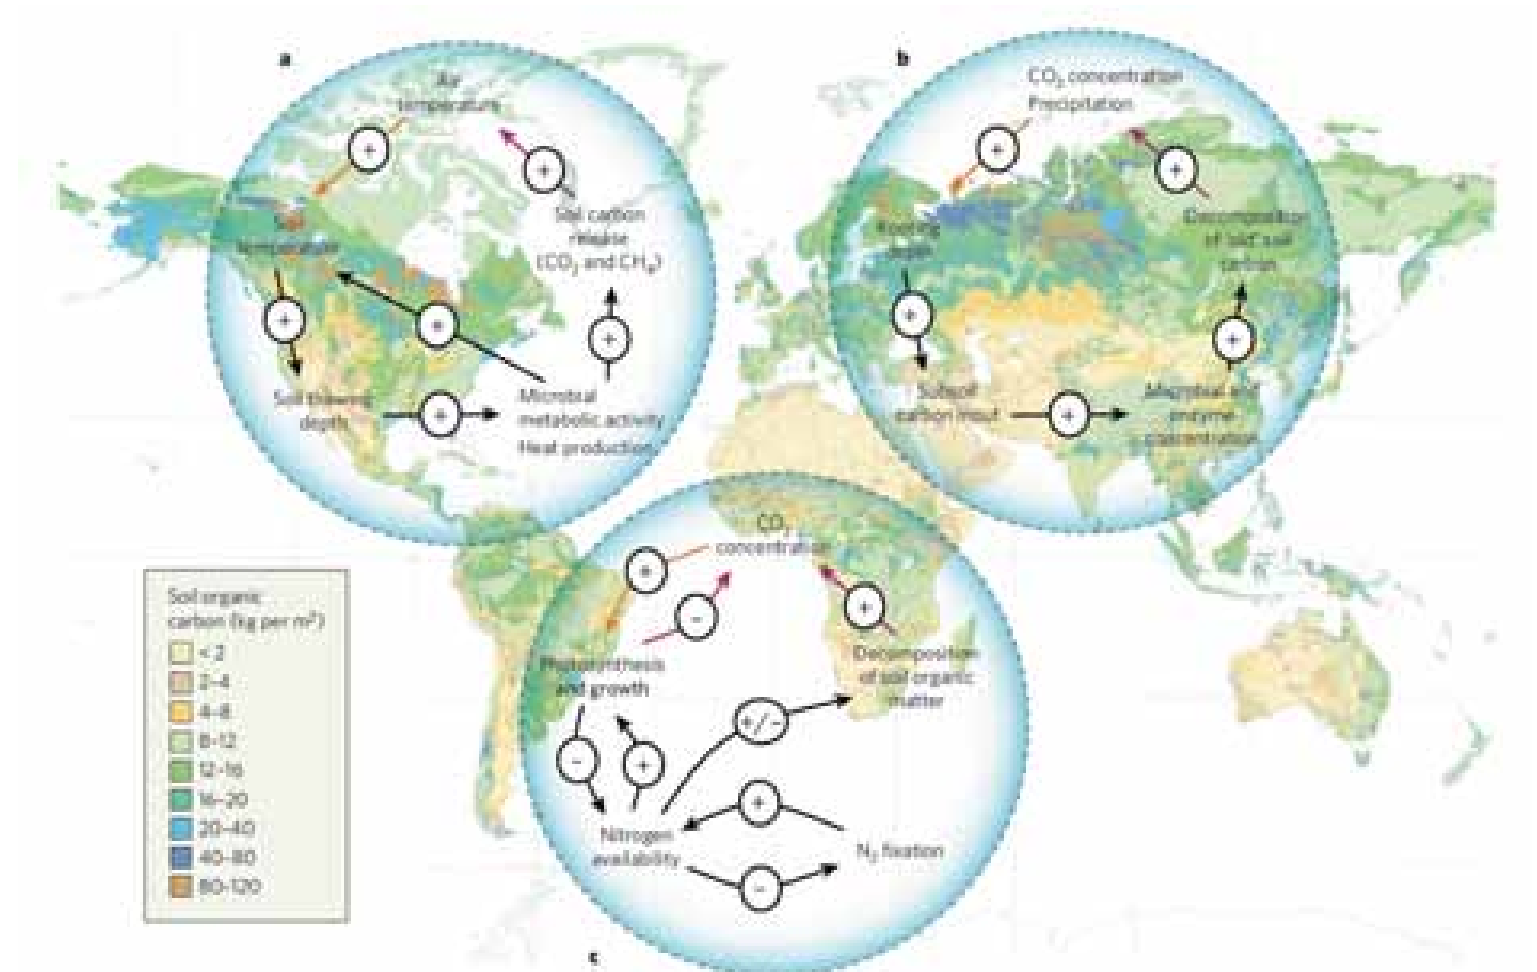 a
Air
temperature
+
+
Soil
temperature
Soil carbon
release
(CO₂ and CH₄)
+
+
+
Soil thawing
depth
+
Microbial
metabolic activity
Heat production
b
CO₂ concentration
Precipitation
+
+
Rooting
depth
Decomposition
of 'old' soil
carbon
+
+
Subsoil
carbon input
+
Microbial and
enzyme
concentration
CO₂
concentration
+
-
+
Photosynthesis
and growth
Decomposition
of soil organic
matter
+/-
-
+
+
Nitrogen
availability
N₂ fixation
-
c
Soil organic
carbon (kg per m²)
< 2
2-4
4-8
8-12
12-16
16-20
20-40
40-80
80-120